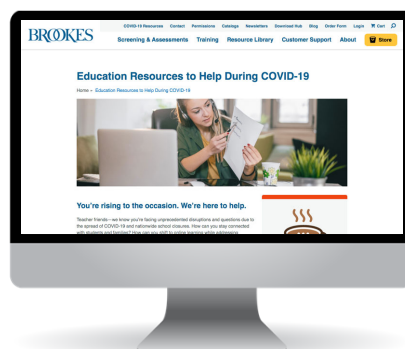 COVID-19 Resources Contact Permissions Catalogs Newsletters Download Hub Blog Order Form Login Cart
BROOKES
Screening & Assessments Training Resource Library Customer Support About Store
Education Resources to Help During COVID-19
Home » Education Resources to Help During COVID-19
You're rising to the occasion. We're here to help.
Teacher friends—we know you're facing unprecedented disruptions and questions due to
the spread of COVID-19 and nationwide school closures. How can you stay connected
with students and families? How can you shift to online learning while addressing